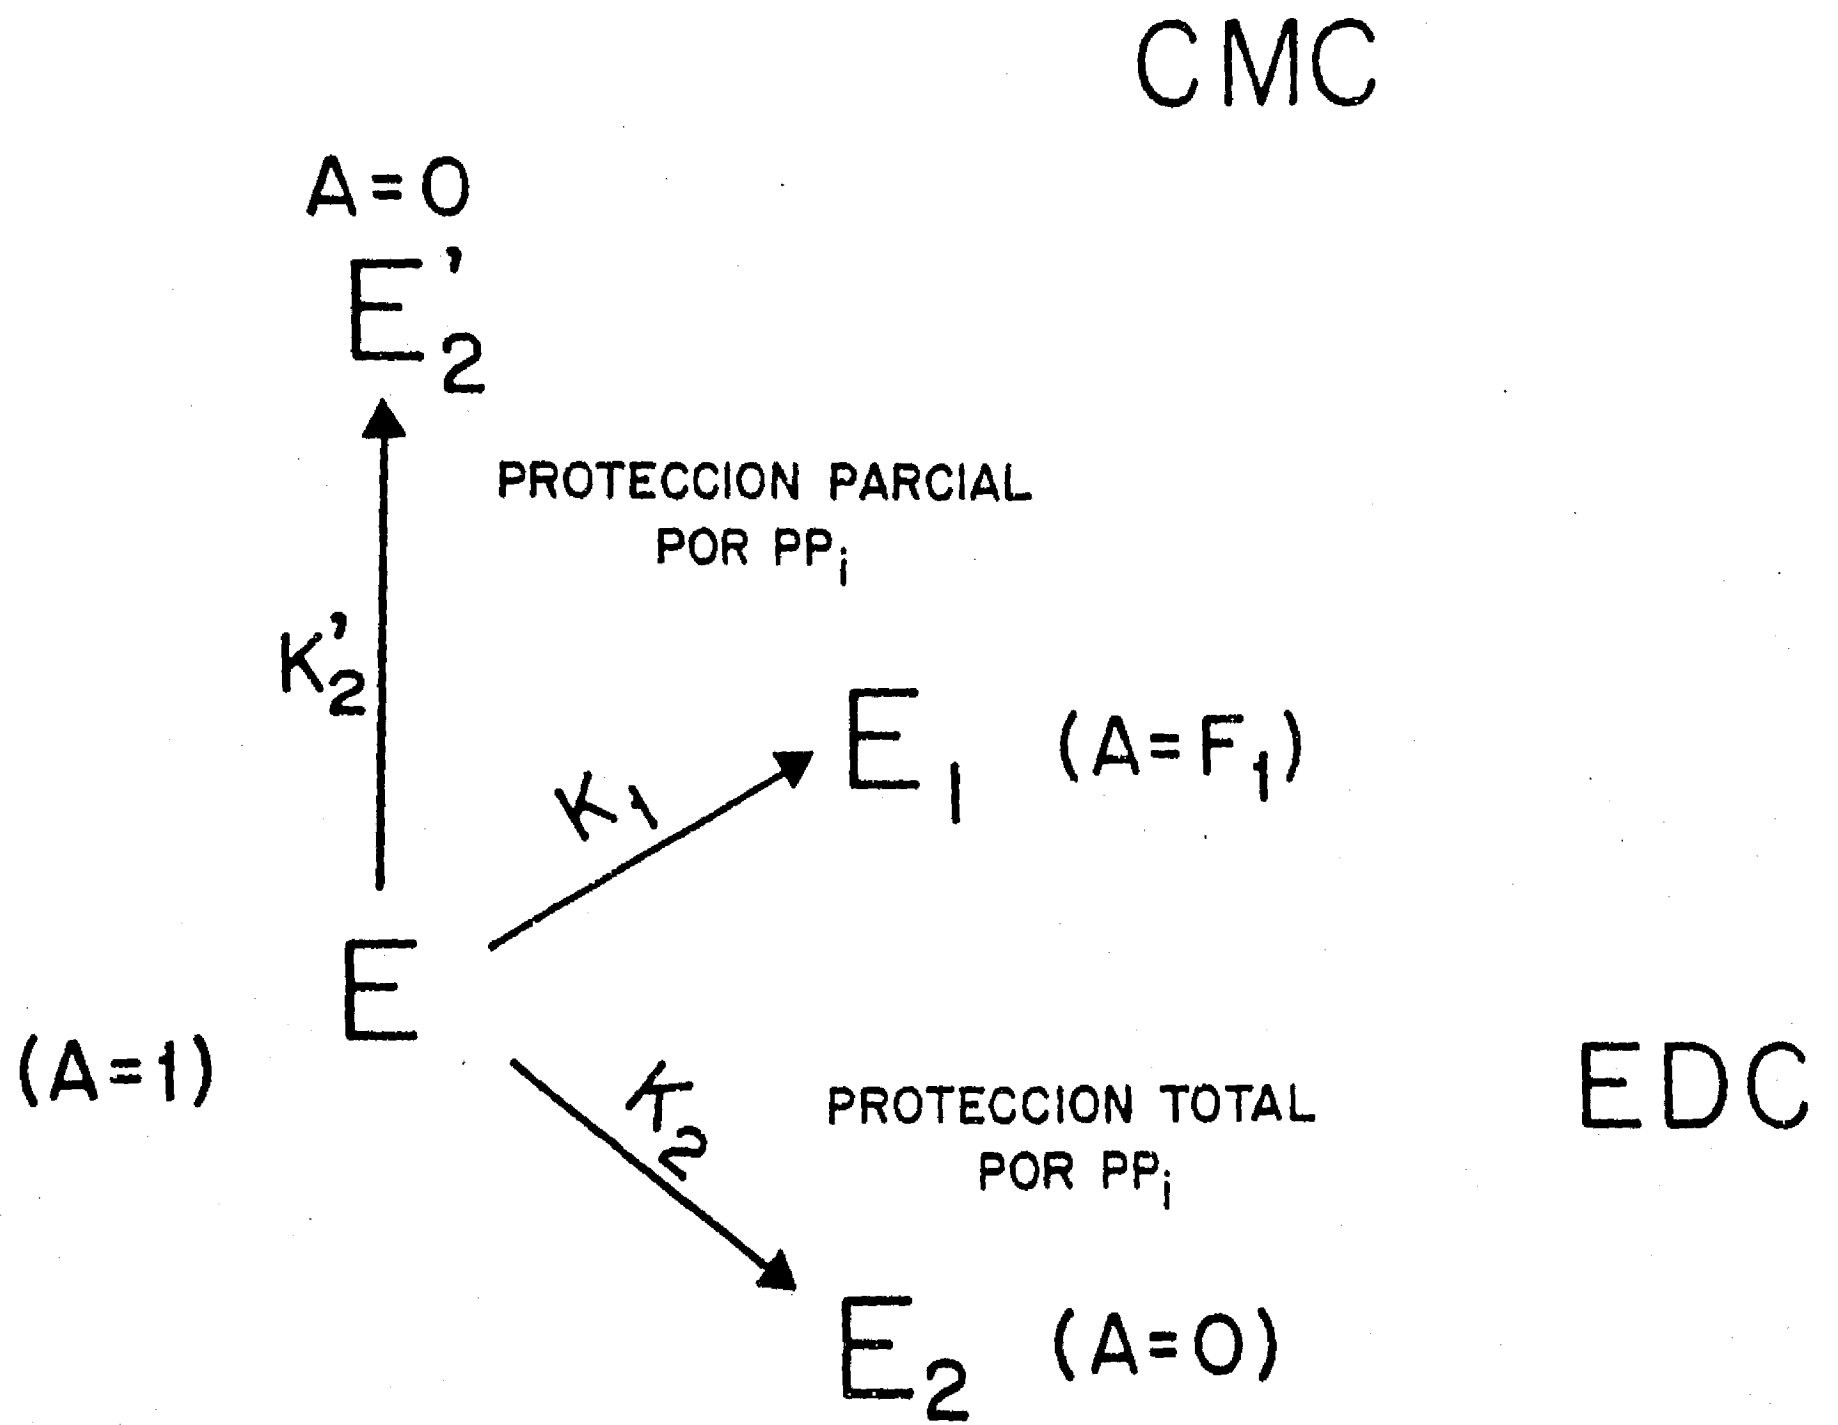 CMC
A=0
E'2
PROTECCION PARCIAL
POR PPi
K'2
E1 (A=F1)
K1
E
(A=1)
K2
PROTECCION TOTAL
POR PPi
EDC
E2 (A=0)